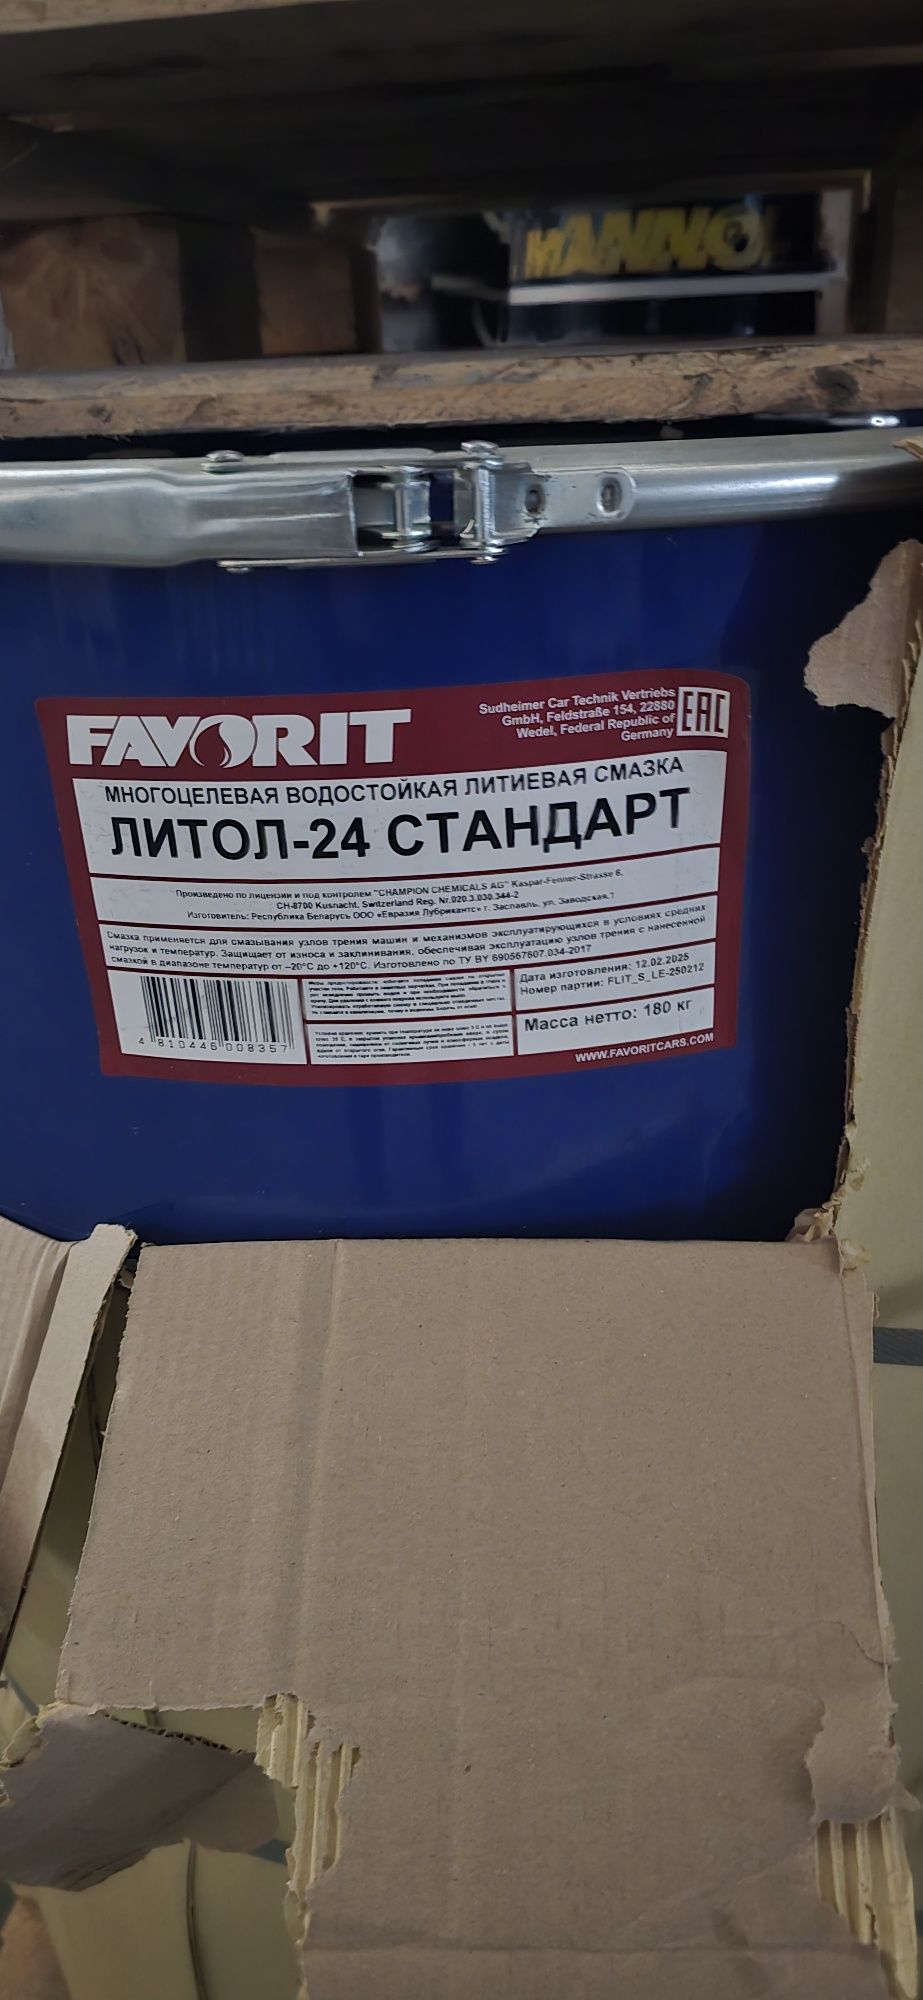 MANNOL
FAVORIT
Sudheimer Car Technik Vertriebs
GmbH, Feldstraße 154, 22880
Wedel, Federal Republic of
Germany
EAC
МНОГОЦЕЛЕВАЯ ВОДОСТОЙКАЯ ЛИТИЕВАЯ СМАЗКА
ЛИТОЛ-24 СТАНДАРТ
Произведено по лицензии и под контролем "CHAMPION CHEMICALS AG" Kaspar-Fenner-Strasse 6,
CH-8700 Kusnacht, Switzerland Reg. Nr.020.3.030.344-2
Изготовитель: Республика Беларусь ООО «Евразия Лубрикантс» г. Заславль, ул. Заводская,1
Смазка применяется для смазывания узлов трения машин и механизмов эксплуатирующихся в условиях средних
нагрузок и температур. Защищает от износа и заклинивания, обеспечивая эксплуатацию узлов трения с нанесенной
смазкой в диапазоне температур от –20°С до +120°С. Изготовлено по ТУ BY 690567607.034-2017
Дата изготовления: 12.02.2025
Номер партии: FLIT_S_LE-250212
Масса нетто: 180 кг
4 810446 008357
WWW.FAVORITCARS.COM